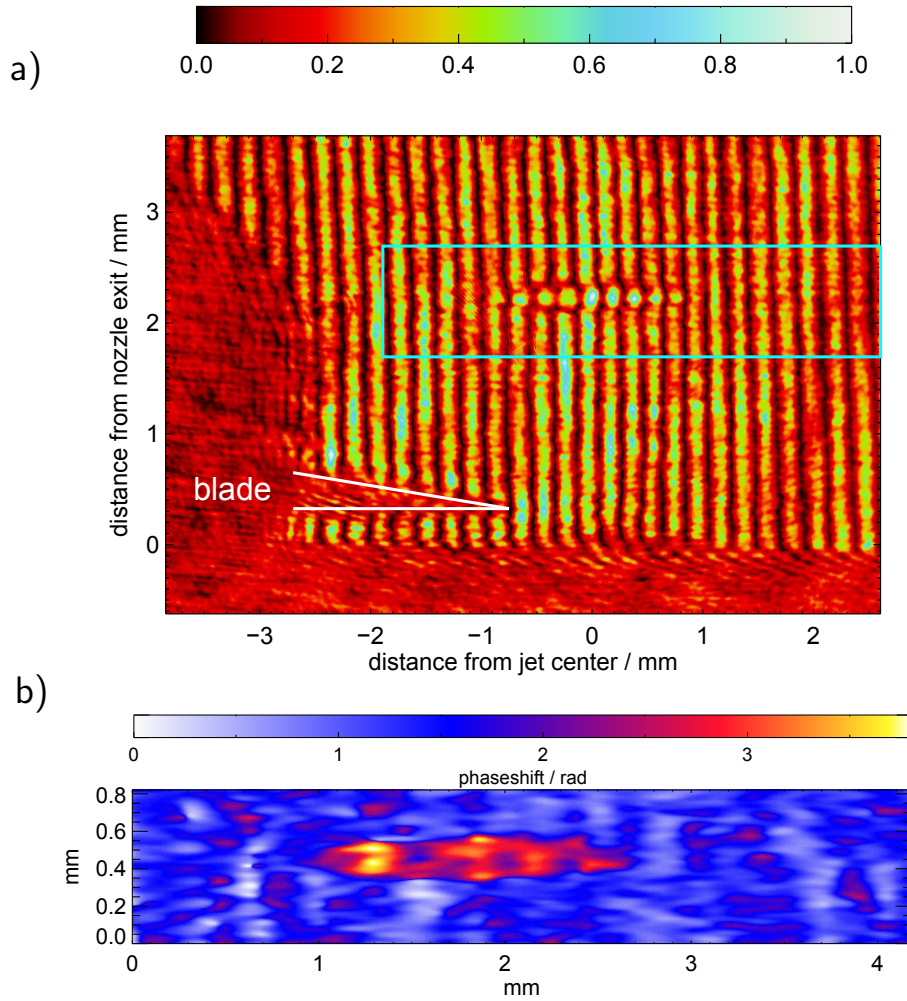 a)
0.0 0.2 0.4 0.6 0.8 1.0
distance from nozzle exit / mm
3
2
1
0
blade
−3 −2 −1 0 1 2
distance from jet center / mm
b)
0 1 2 3
phaseshift / rad
mm
0.8
0.6
0.4
0.2
0.0
0 1 2 3 4
mm